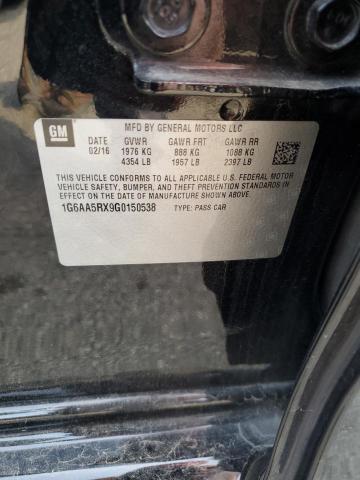 GM
MFD BY GENERAL MOTORS LLC
DATE GVWR GAWR FRT GAWR RR
02/16 1976 KG 888 KG 1088 KG
4354 LB 1957 LB 2397 LB
THIS VEHICLE CONFORMS TO ALL APPLICABLE U.S. FEDERAL MOTOR
VEHICLE SAFETY, BUMPER, AND THEFT PREVENTION STANDARDS IN
EFFECT ON THE DATE OF MANUFACTURE SHOWN ABOVE.
1G6AA5RX9G0150538 TYPE: PASS CAR